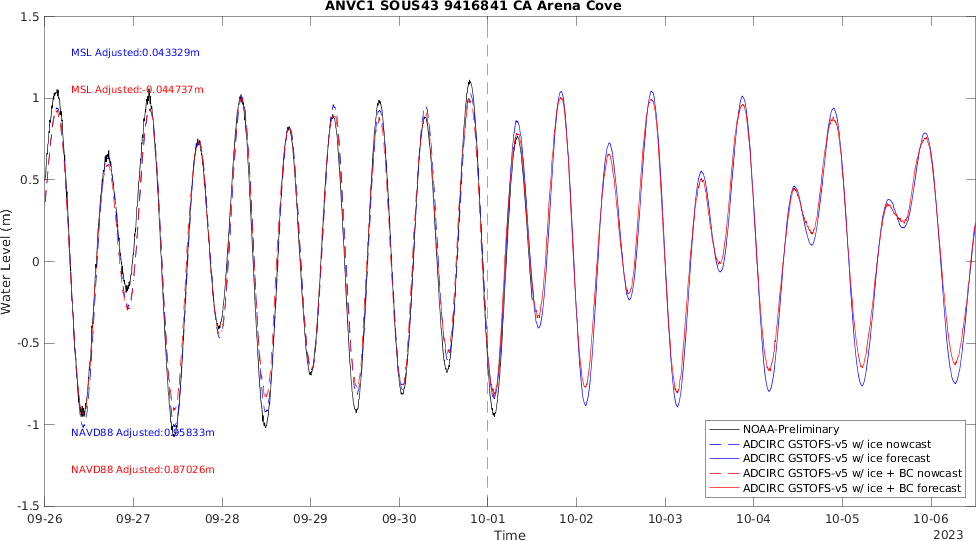 ANVC1 SOUS43 9416841 CA Arena Cove
1.5
1
0.5
0
-0.5
-1
-1.5
Water Level (m)
MSL Adjusted:0.043329m
MSL Adjusted:-0.044737m
NAVD88 Adjusted:0.95833m
NAVD88 Adjusted:0.87026m
NOAA-Preliminary
ADCIRC GSTOFS-v5 w/ ice nowcast
ADCIRC GSTOFS-v5 w/ ice forecast
ADCIRC GSTOFS-v5 w/ ice + BC nowcast
ADCIRC GSTOFS-v5 w/ ice + BC forecast
09-26 09-27 09-28 09-29 09-30 10-01 10-02 10-03 10-04 10-05 10-06
Time 2023